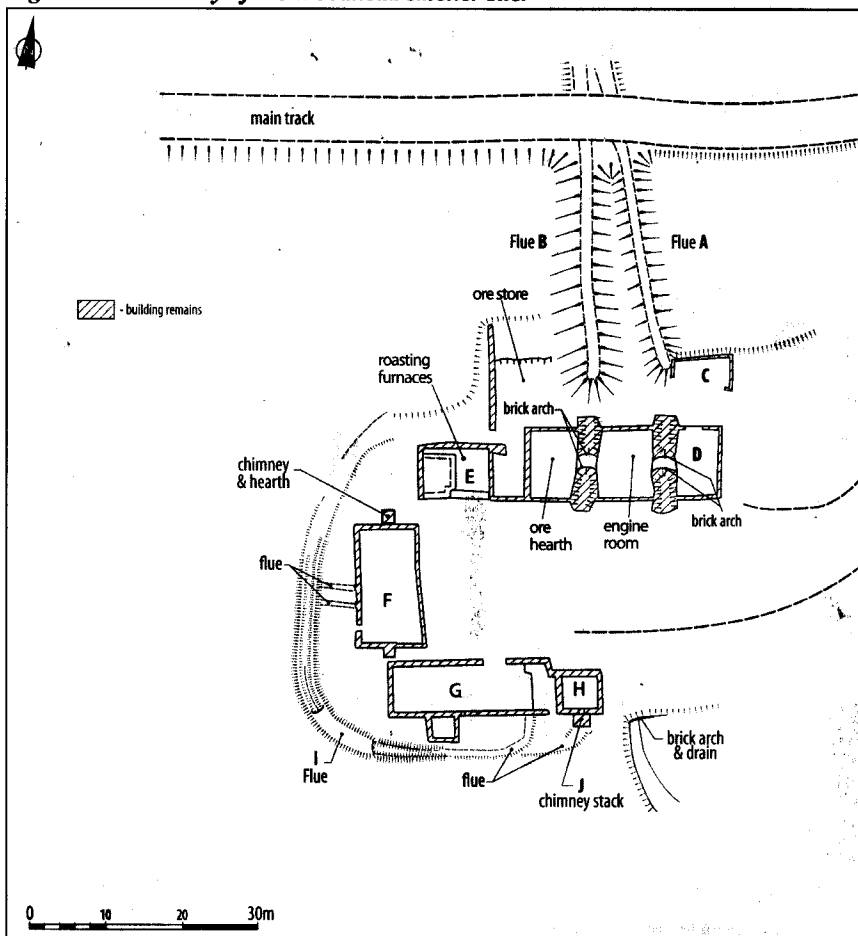 main track
Flue B
Flue A
- building remains
ore store
roasting
furnaces
C
brick arch
chimney
& hearth
E
D
ore
hearth
engine
room
brick arch
flue
F
G
H
I
Flue
flue
J
chimney stack
brick arch
& drain
0 10 20 30m